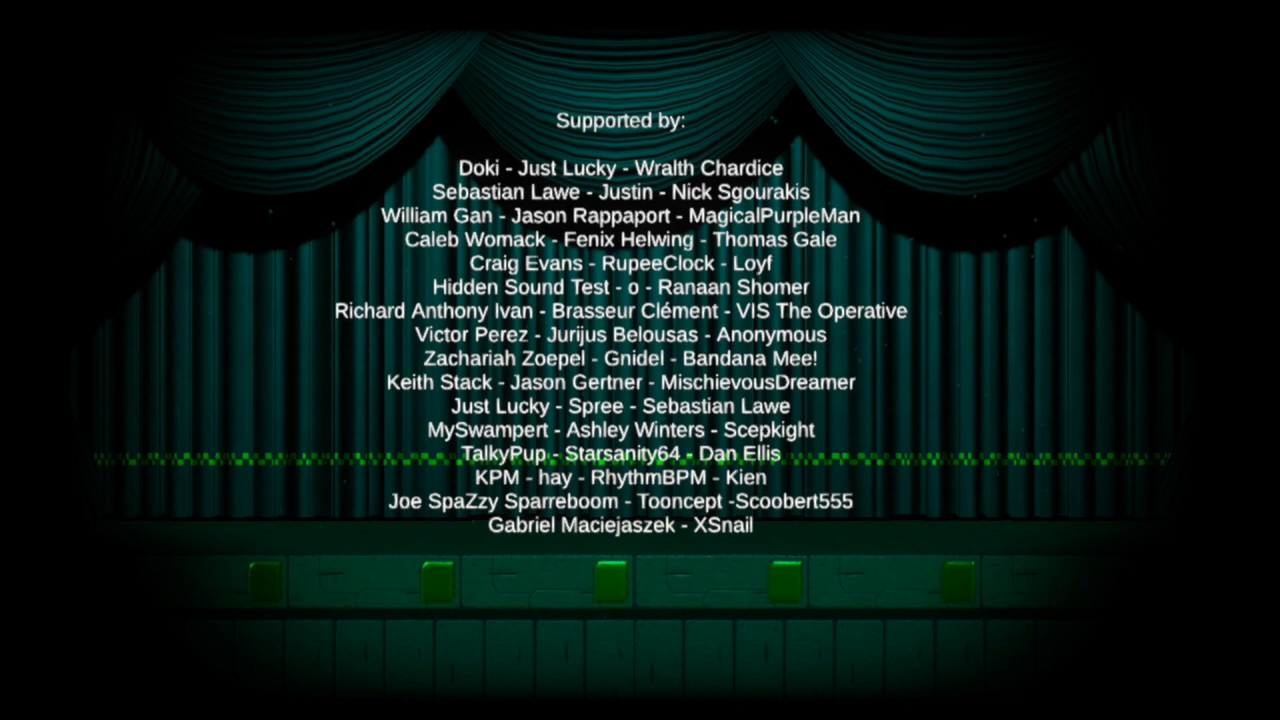 Supported by:
Doki - Just Lucky - Wralth Chardice
Sebastian Lawe - Justin - Nick Sgourakis
William Gan - Jason Rappaport - MagicalPurpleMan
Caleb Womack - Fenix Helwing - Thomas Gale
Craig Evans - RupeeClock - Loyf
Hidden Sound Test - o - Ranaan Shomer
Richard Anthony Ivan - Brasseur Clément - VIS The Operative
Victor Perez - Jurijus Belousas - Anonymous
Zachariah Zoepel - Gnidel - Bandana Mee!
Keith Stack - Jason Gertner - MischievousDreamer
Just Lucky - Spree - Sebastian Lawe
MySwampert - Ashley Winters - Scepkight
TalkyPup - Starsanity64 - Dan Ellis
KPM - hay - RhythmBPM - Kien
Joe SpaZzy Sparreboom - Tooncept -Scoobert555
Gabriel Maciejaszek - XSnail